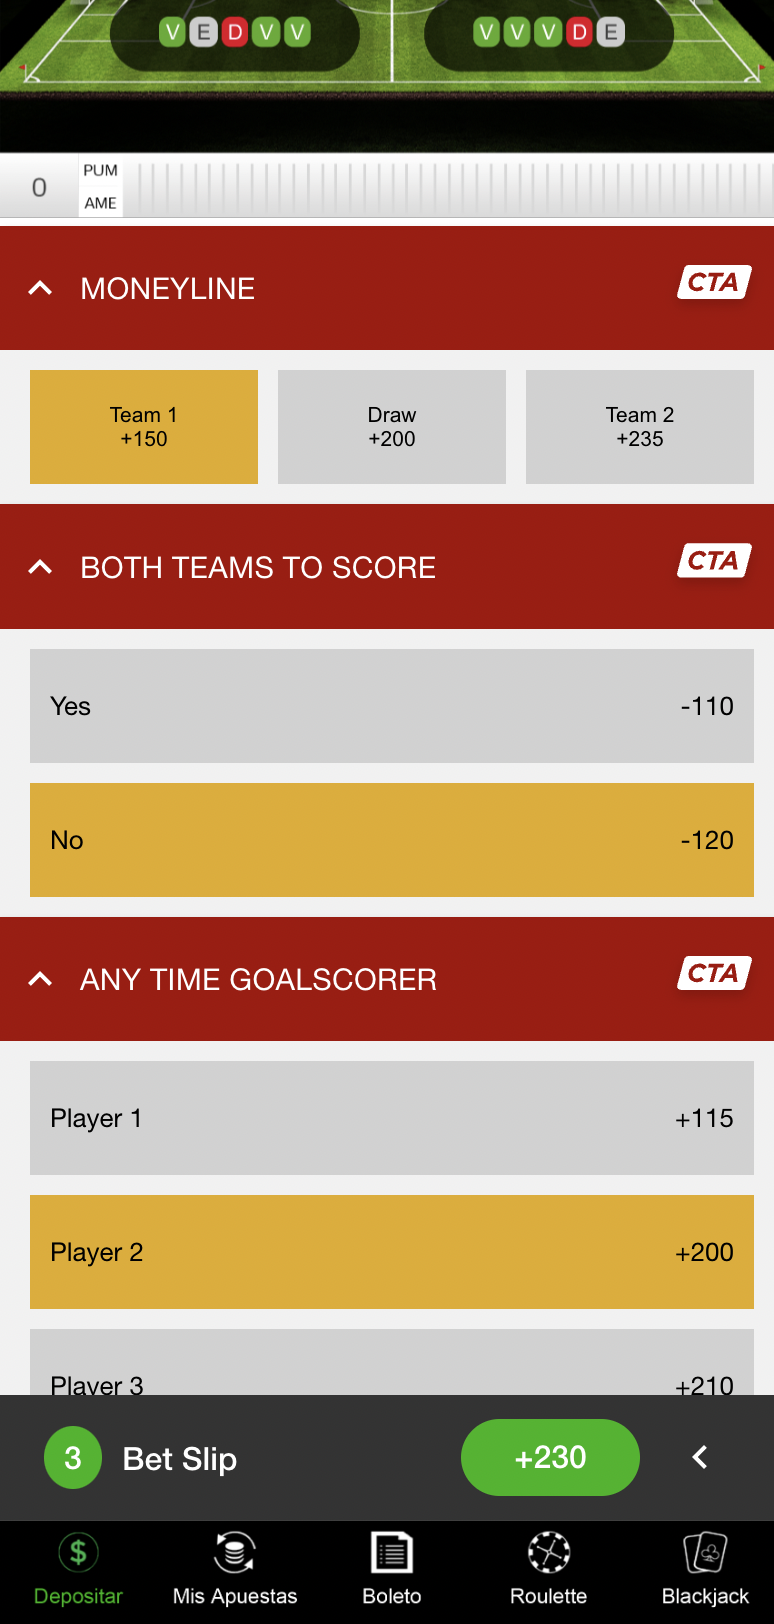 V E D V V V V V D E
0 PUM
AME
MONEYLINE CTA
Team 1 Draw Team 2
+150 +200 +235
BOTH TEAMS TO SCORE CTA
Yes -110
No -120
ANY TIME GOALSCORER CTA
Player 1 +115
Player 2 +200
Player 3 +210
3 Bet Slip +230
$
Depositar Mis Apuestas Boleto Roulette Blackjack